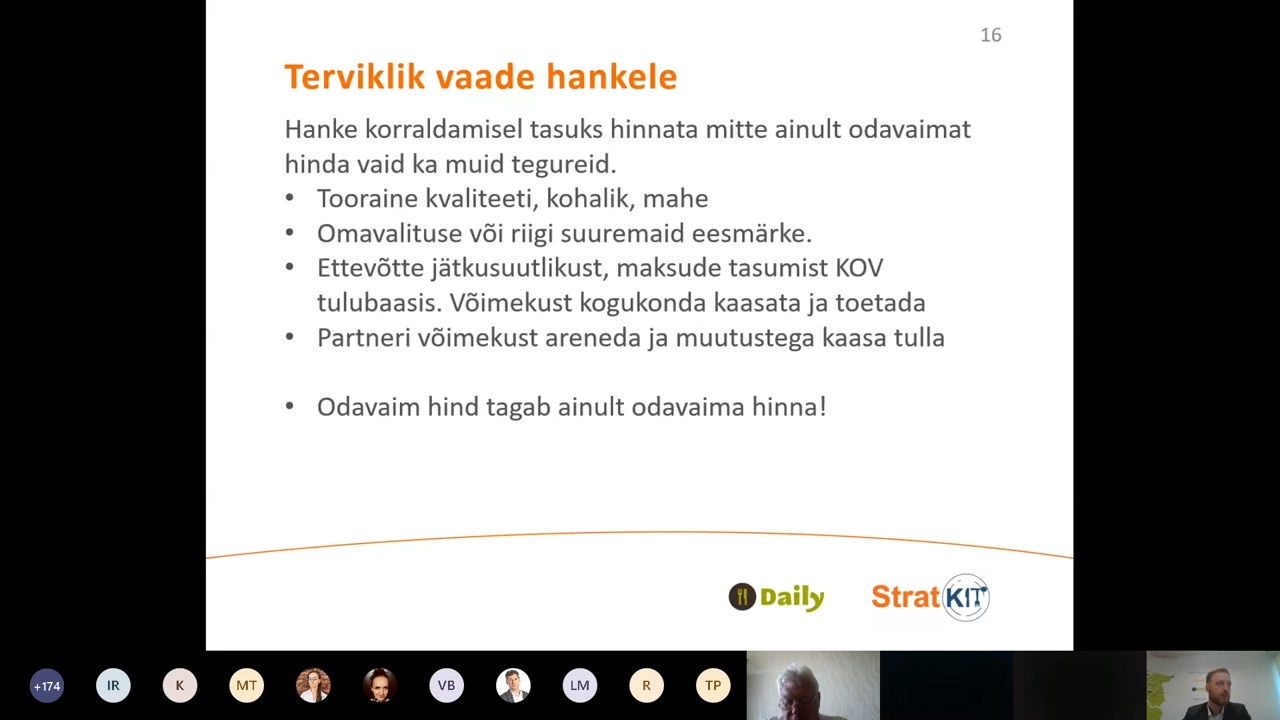 16
Terviklik vaade hankele
Hanke korraldamisel tasuks hinnata mitte ainult odavaimat
hinda vaid ka muid tegureid.
• Tooraine kvaliteeti, kohalik, mahe
• Omavalituse või riigi suuremaid eesmärke.
• Ettevõtte jätkusuutlikust, maksude tasumist KOV
tulubaasis. Võimekust kogukonda kaasata ja toetada
• Partneri võimekust areneda ja muutustega kaasa tulla
• Odavaim hind tagab ainult odavaima hinna!
Daily StratKIT
+174 IR K MT VB LM R TP